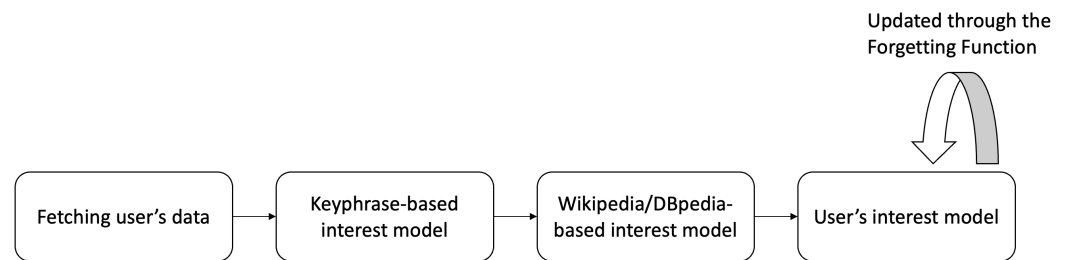 Updated through the
Forgetting Function
Fetching user’s data
Keyphrase-based
interest model
Wikipedia/DBpedia-
based interest model
User’s interest model